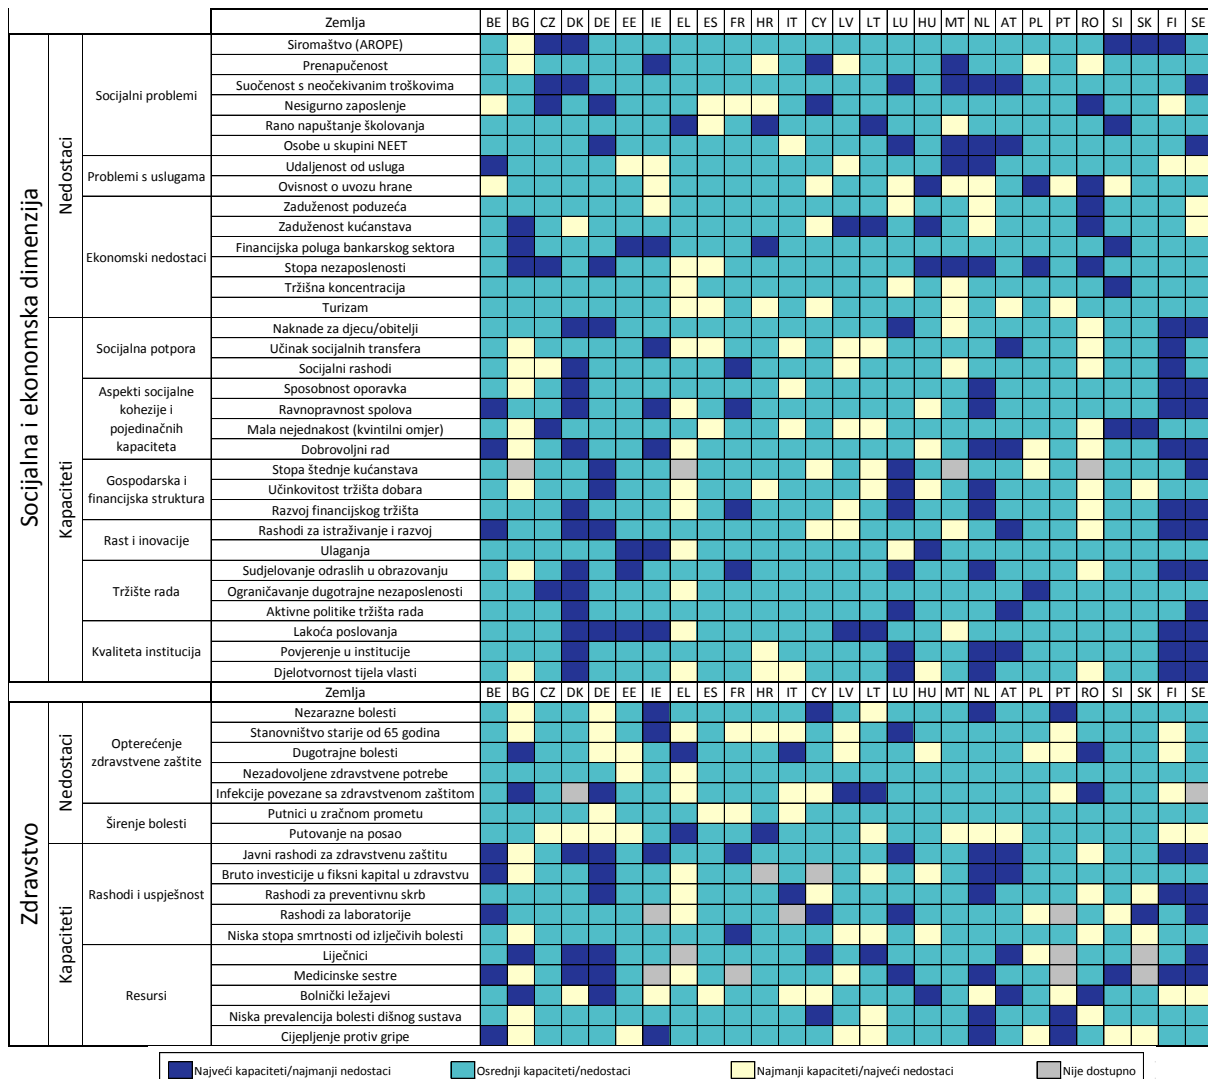 Zemlja BE BG CZ DK DE EE IE EL ES FR HR IT CY LV LT LU HU MT NL AT PL PT RO SI SK FI SE
Socijalna i ekonomska dimenzija
Nedostaci
Socijalni problemi
Siromaštvo (AROPE)
Prenapučenost
Suočenost s neočekivanim troškovima
Nesigurno zaposlenje
Rano napuštanje školovanja
Osobe u skupini NEET
Problemi s uslugama
Udaljenost od usluga
Ovisnost o uvozu hrane
Ekonomski nedostaci
Zaduženost poduzeća
Zaduženost kućanstava
Financijska poluga bankarskog sektora
Stopa nezaposlenosti
Tržišna koncentracija
Turizam
Kapaciteti
Socijalna potpora
Naknade za djecu/obitelji
Učinak socijalnih transfera
Socijalni rashodi
Aspekti socijalne
kohezije i
pojedinačnih
kapaciteta
Sposobnost oporavka
Ravnopravnost spolova
Mala nejednakost (kvintilni omjer)
Dobrovoljni rad
Gospodarska i
financijska struktura
Stopa štednje kućanstava
Učinkovitost tržišta dobara
Razvoj financijskog tržišta
Rast i inovacije
Rashodi za istraživanje i razvoj
Ulaganja
Tržište rada
Sudjelovanje odraslih u obrazovanju
Ograničavanje dugotrajne nezaposlenosti
Aktivne politike tržišta rada
Kvaliteta institucija
Lakoća poslovanja
Povjerenje u institucije
Djelotvornost tijela vlasti
Zemlja BE BG CZ DK DE EE IE EL ES FR HR IT CY LV LT LU HU MT NL AT PL PT RO SI SK FI SE
Zdravstvo
Nedostaci
Opterećenje
zdravstvene zaštite
Nezarazne bolesti
Stanovništvo starije od 65 godina
Dugotrajne bolesti
Nezadovoljene zdravstvene potrebe
Infekcije povezane sa zdravstvenom zaštitom
Širenje bolesti
Putnici u zračnom prometu
Putovanje na posao
Kapaciteti
Rashodi i uspješnost
Javni rashodi za zdravstvenu zaštitu
Bruto investicije u fiksni kapital u zdravstvu
Rashodi za preventivnu skrb
Rashodi za laboratorije
Niska stopa smrtnosti od izlječivih bolesti
Resursi
Liječnici
Medicinske sestre
Bolnički ležajevi
Niska prevalencija bolesti dišnog sustava
Cijepljenje protiv gripe
Najveći kapaciteti/najmanji nedostaci
Osrednji kapaciteti/nedostaci
Najmanji kapaciteti/najveći nedostaci
Nije dostupno